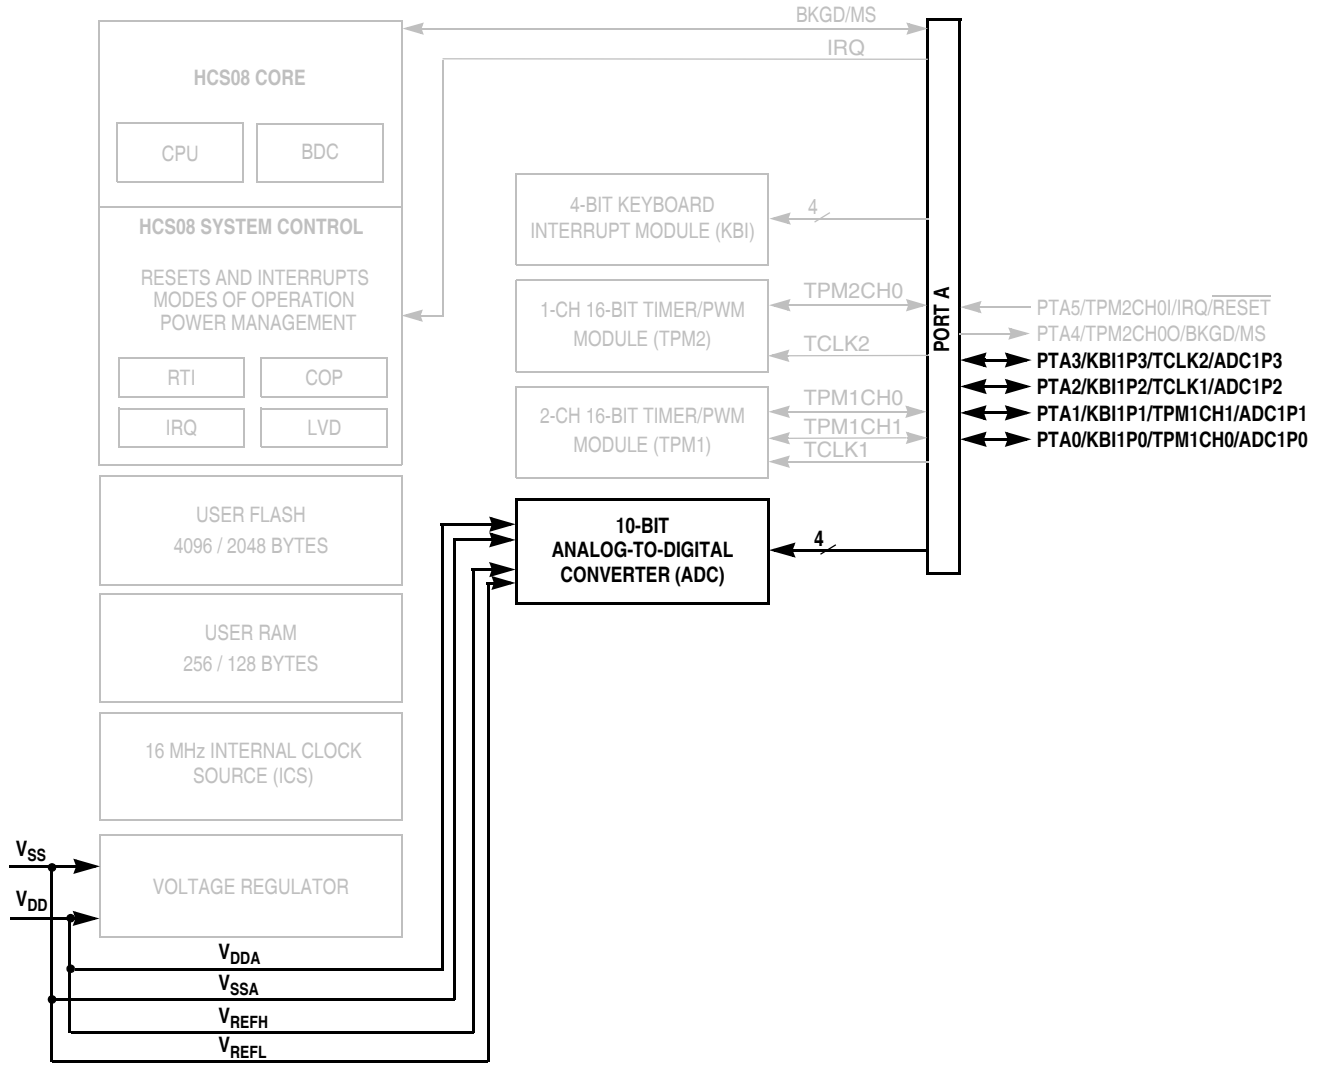 BKGD/MS
IRQ
HCS08 CORE
CPU
BDC
HCS08 SYSTEM CONTROL
RESETS AND INTERRUPTS
MODES OF OPERATION
POWER MANAGEMENT
RTI
COP
IRQ
LVD
USER FLASH
4096 / 2048 BYTES
USER RAM
256 / 128 BYTES
16 MHz INTERNAL CLOCK
SOURCE (ICS)
VOLTAGE REGULATOR
VSS
VDD
VDDA
VSSA
VREFH
VREFL
4-BIT KEYBOARD
INTERRUPT MODULE (KBI)
4
1-CH 16-BIT TIMER/PWM
MODULE (TPM2)
TPM2CH0
TCLK2
2-CH 16-BIT TIMER/PWM
MODULE (TPM1)
TPM1CH0
TPM1CH1
TCLK1
10-BIT
ANALOG-TO-DIGITAL
CONVERTER (ADC)
4
PORT A
PTA5/TPM2CH0I/IRQ/RESET
PTA4/TPM2CH0O/BKGD/MS
PTA3/KBI1P3/TCLK2/ADC1P3
PTA2/KBI1P2/TCLK1/ADC1P2
PTA1/KBI1P1/TPM1CH1/ADC1P1
PTA0/KBI1P0/TPM1CH0/ADC1P0